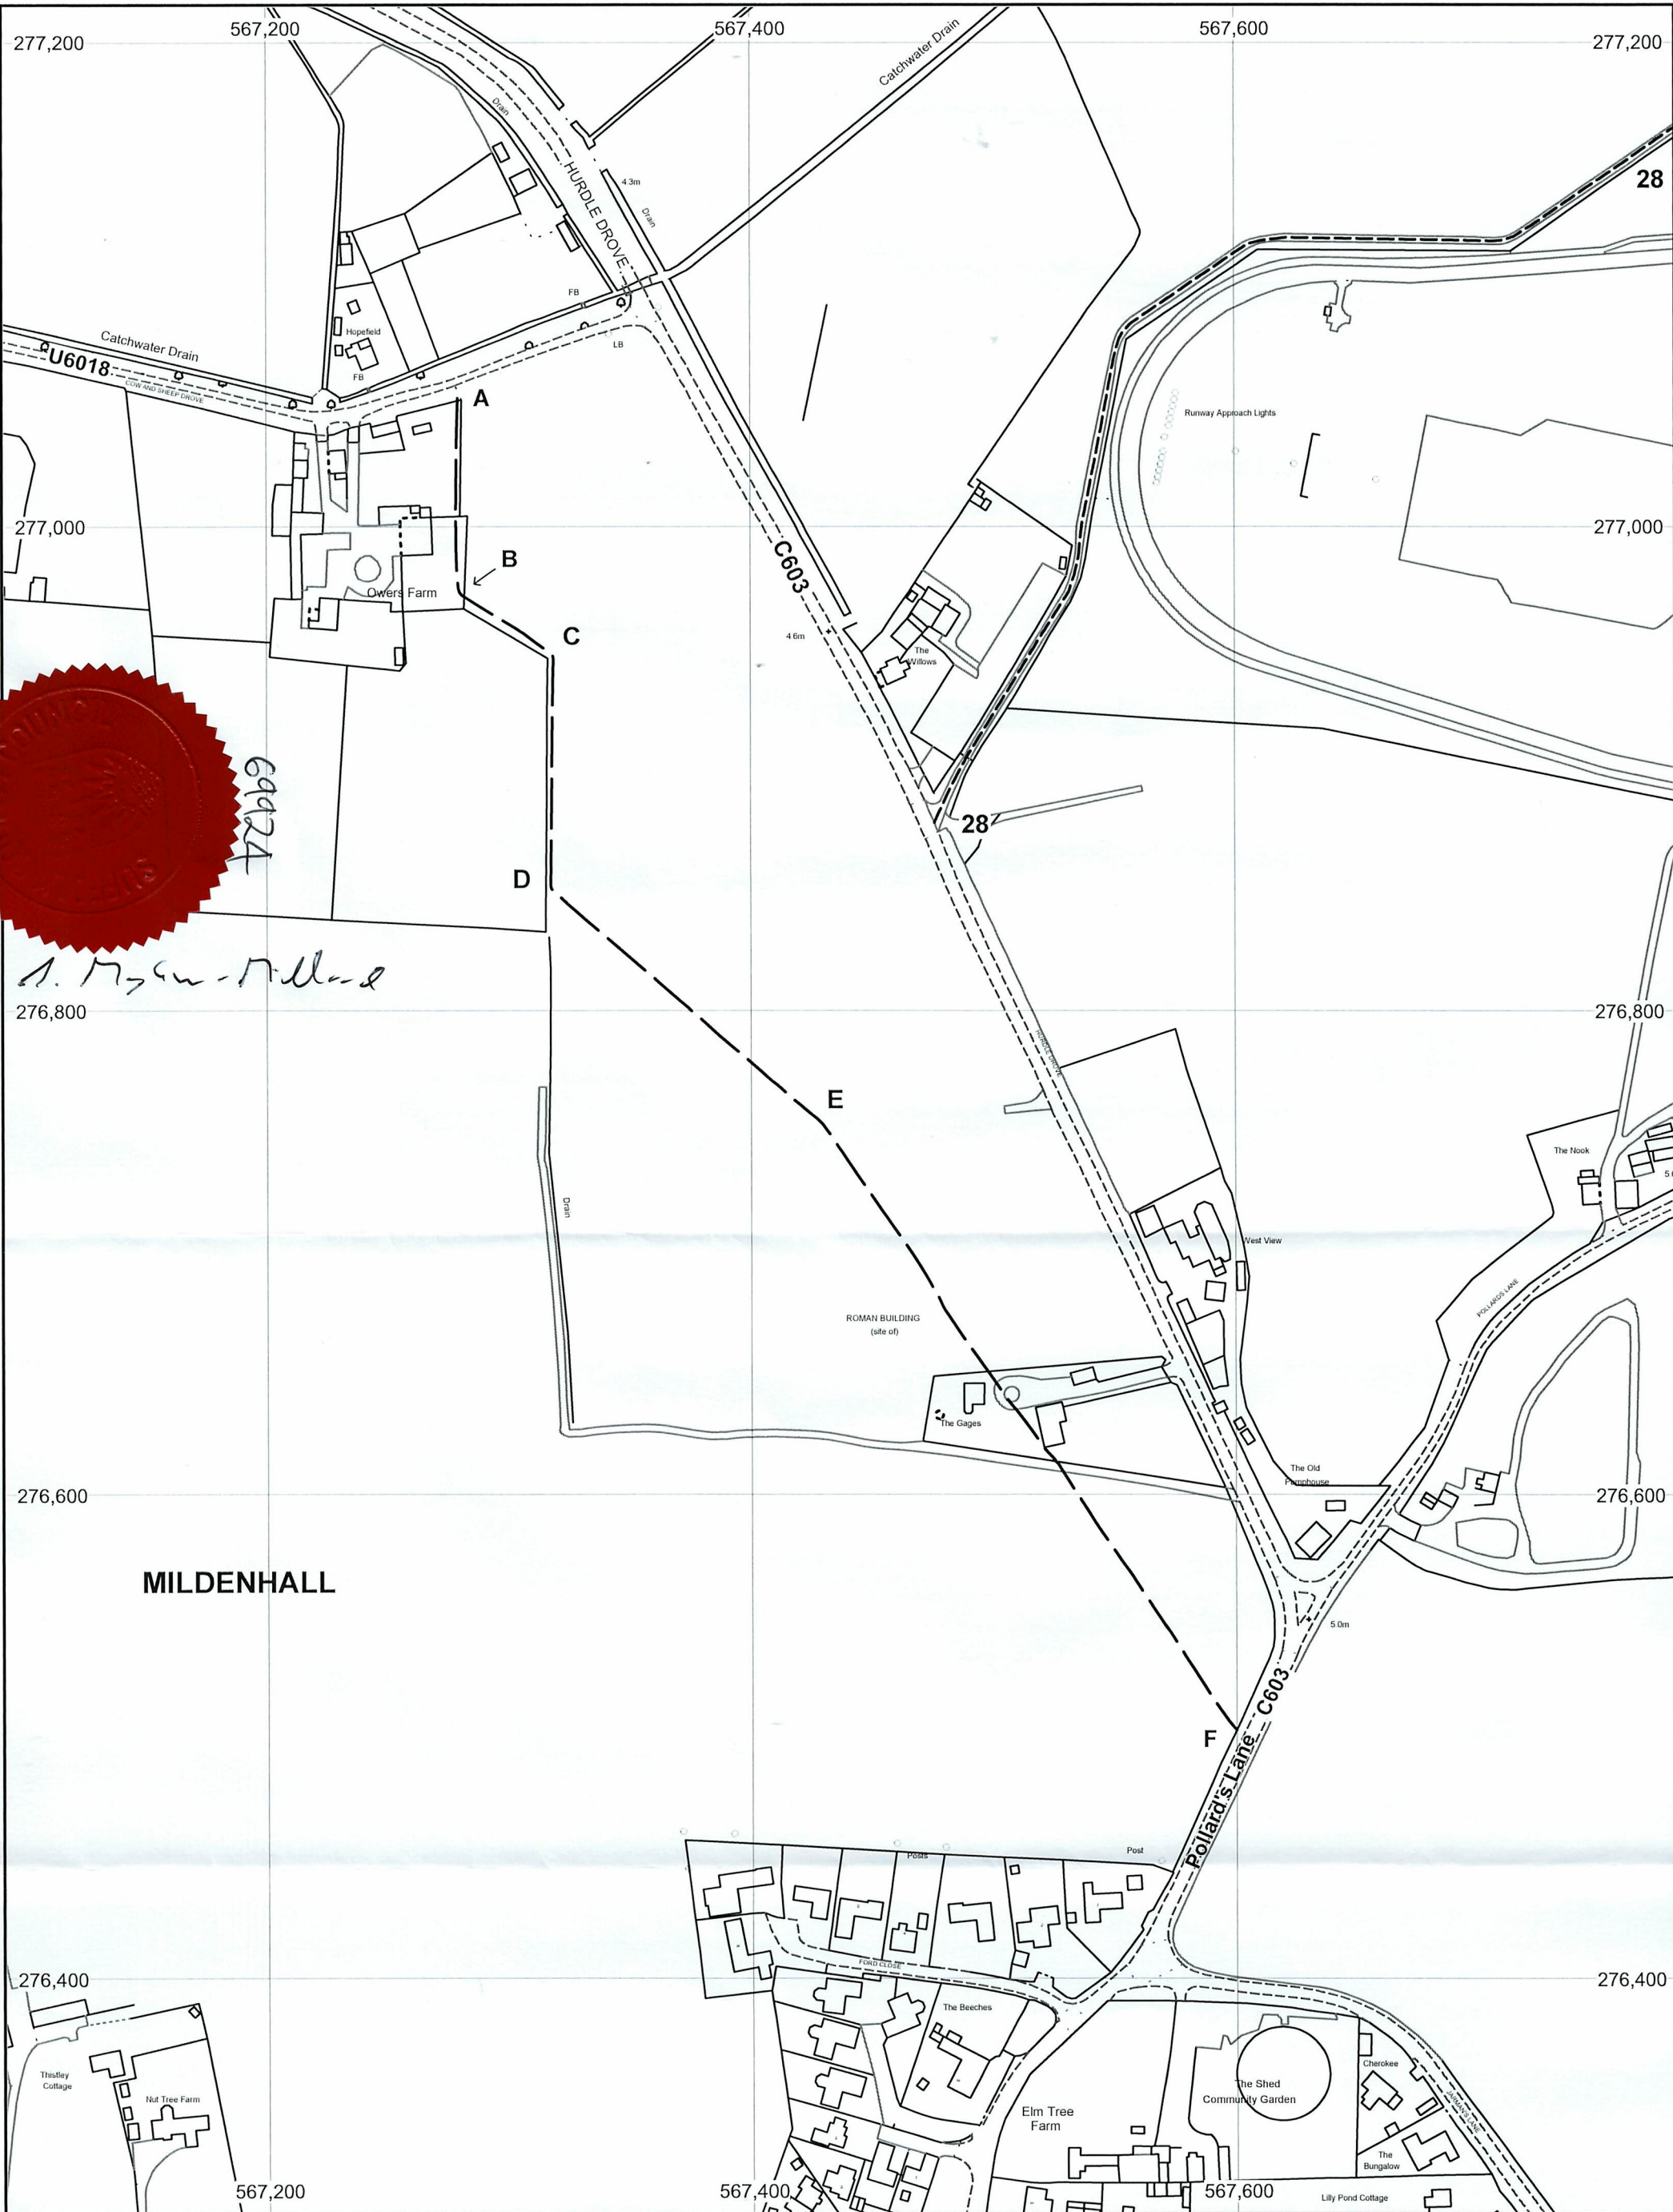 567,200
567,400
567,600
277,200
277,200
Catchwater Drain
Drain
HURDLE DROVE
4.3m
Drain
28
FB
Hopefield
FB
LB
Catchwater Drain
U6018
COW AND SHEEP DROVE
A
Runway Approach Lights
277,000
277,000
B
C603
Owers Farm
C
4.6m
The
Willows
69924
28
D
276,800
276,800
HURDLE DROVE
E
The Nook
Drain
West View
POLLARDS LANE
ROMAN BUILDING
(site of)
The Gages
The Old
Pumphouse
276,600
276,600
MILDENHALL
5.0m
C603
F
Pollard's Lane
Posts
Post
FORD CLOSE
276,400
276,400
The Beeches
Thistley
Cottage
Nut Tree Farm
Cherokee
The Shed
Community Garden
JARMAN'S LANE
Elm Tree
Farm
The
Bungalow
Lilly Pond Cottage
567,200
567,400
567,600